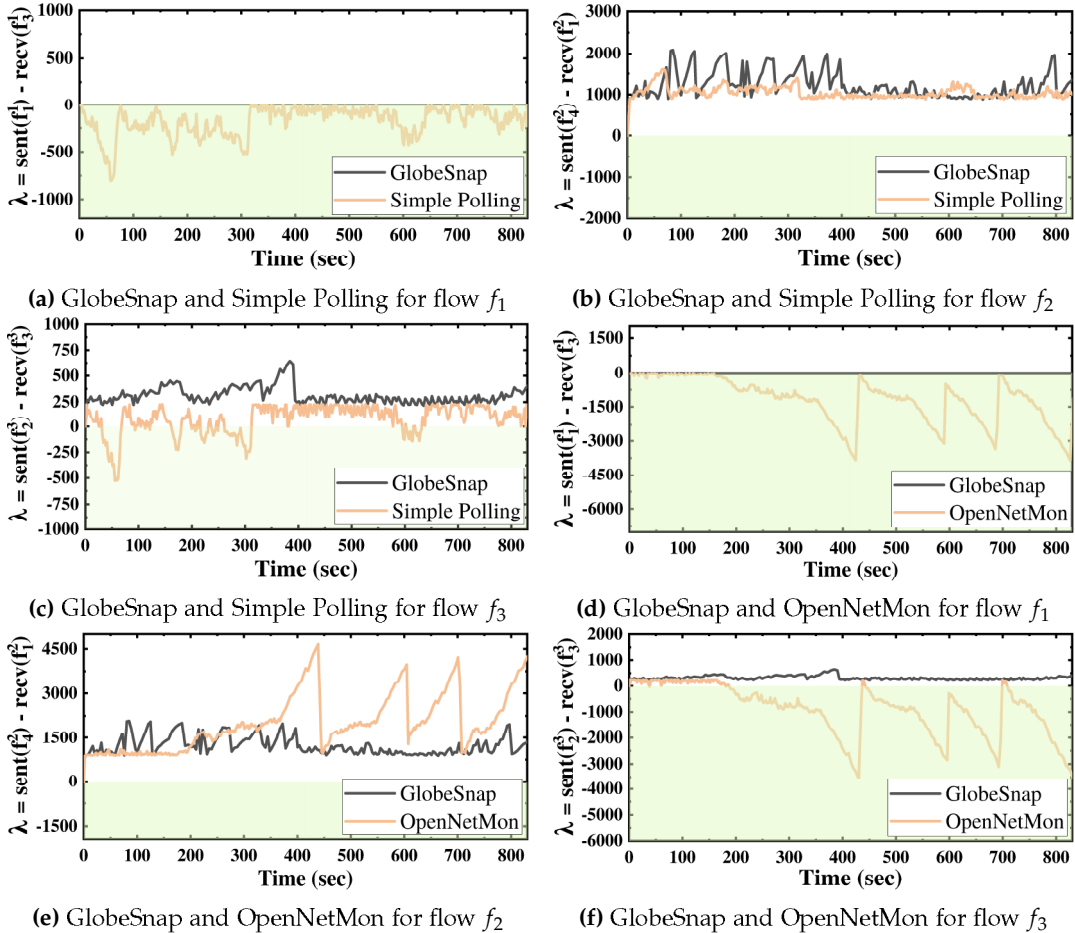 λ = sent(f₁¹) - recv(f₃¹)
1000
500
0
-500
-1000
0 100 200 300 400 500 600 700 800
Time (sec)
GlobeSnap
Simple Polling
(a) GlobeSnap and Simple Polling for flow f₁
λ = sent(f₄²) - recv(f₁²)
3000
2000
1000
0
-1000
-2000
0 100 200 300 400 500 600 700 800
Time (sec)
GlobeSnap
Simple Polling
(b) GlobeSnap and Simple Polling for flow f₂
λ = sent(f₂³) - recv(f₃³)
1000
750
500
250
0
-250
-500
-750
-1000
0 100 200 300 400 500 600 700 800
Time (sec)
GlobeSnap
Simple Polling
(c) GlobeSnap and Simple Polling for flow f₃
λ = sent(f₁¹) - recv(f₃¹)
1500
0
-1500
-3000
-4500
-6000
0 100 200 300 400 500 600 700 800
Time (sec)
GlobeSnap
OpenNetMon
(d) GlobeSnap and OpenNetMon for flow f₁
λ = sent(f₄²) - recv(f₁²)
4500
3000
1500
0
-1500
0 100 200 300 400 500 600 700 800
Time (sec)
GlobeSnap
OpenNetMon
(e) GlobeSnap and OpenNetMon for flow f₂
λ = sent(f₂³) - recv(f₃³)
2000
1000
0
-1000
-2000
-3000
-4000
-5000
-6000
0 100 200 300 400 500 600 700 800
Time (sec)
GlobeSnap
OpenNetMon
(f) GlobeSnap and OpenNetMon for flow f₃